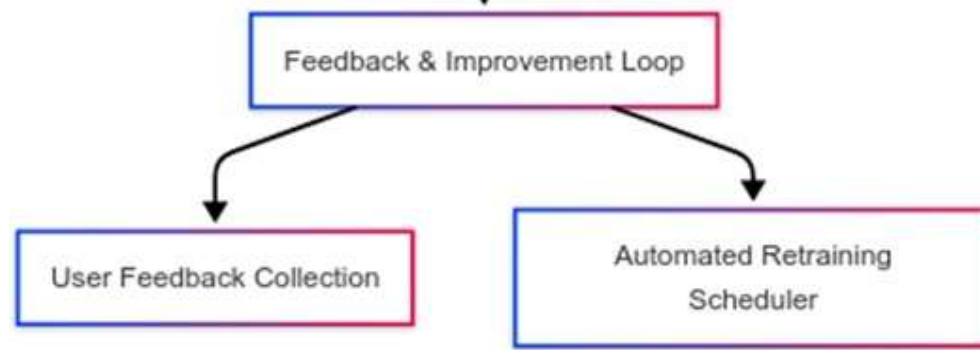 Feedback & Improvement Loop
User Feedback Collection
Automated Retraining
Scheduler